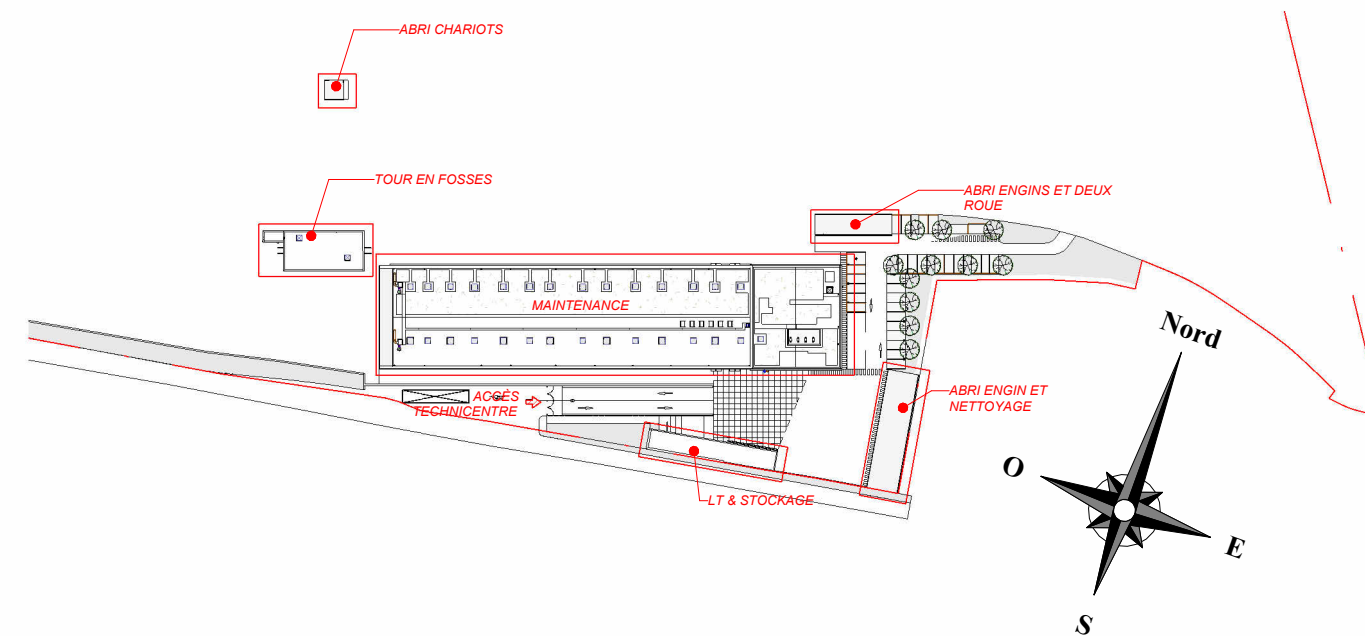 ABRI CHARIOTS
TOUR EN FOSSES
ABRI ENGINS ET DEUX
ROUE
MAINTENANCE
Nord
ACCÈS
TECHNICENTRE
ABRI ENGIN ET
NETTOYAGE
O
LT & STOCKAGE
E
S